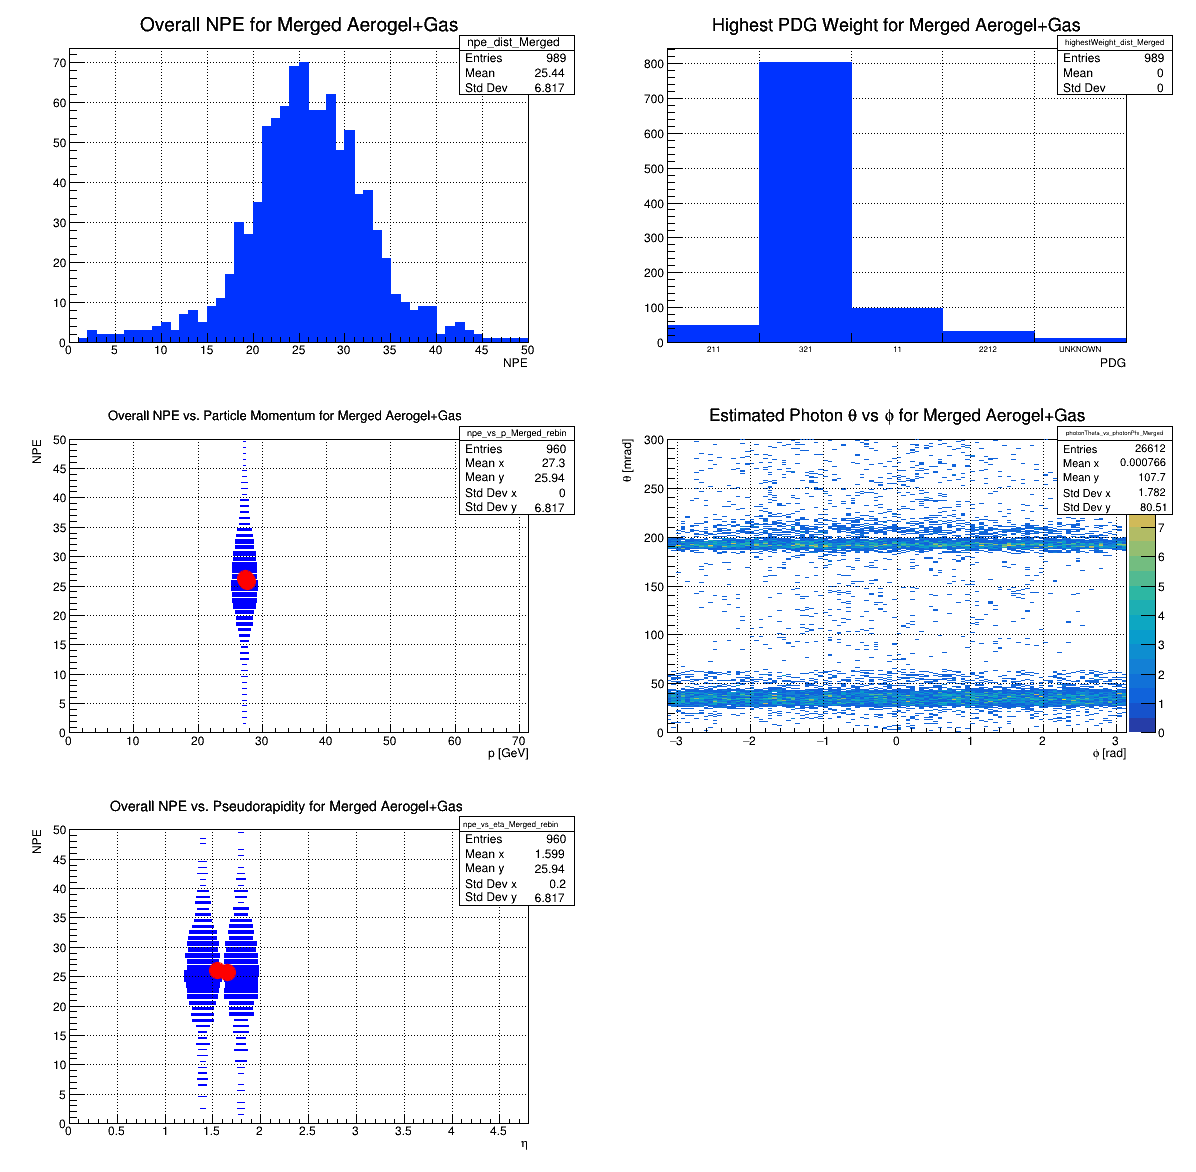 Overall NPE for Merged Aerogel+Gas
npe_dist_Merged
Entries 989
Mean 25.44
Std Dev 6.817
70
60
50
40
30
20
10
0
0 5 10 15 20 25 30 35 40 45 50
NPE
Highest PDG Weight for Merged Aerogel+Gas
highestWeight_dist_Merged
Entries 989
Mean 0
Std Dev 0
800
700
600
500
400
300
200
100
0
211 321 11 2212 UNKNOWN
PDG
Overall NPE vs. Particle Momentum for Merged Aerogel+Gas
npe_vs_p_Merged_rebin
Entries 960
Mean x 27.3
Mean y 25.94
Std Dev x 0
Std Dev y 6.817
NPE
50
45
40
35
30
25
20
15
10
5
0
0 10 20 30 40 50 60 70
p [GeV]
Estimated Photon θ vs ϕ for Merged Aerogel+Gas
photonTheta_vs_photonPhi_Merged
Entries 26612
Mean x 0.000766
Mean y 107.7
Std Dev x 1.782
Std Dev y 80.51
θ [mrad]
300
250
200
150
100
50
0
−3 −2 −1 0 1 2 3
ϕ [rad]
7
6
5
4
3
2
1
0
Overall NPE vs. Pseudorapidity for Merged Aerogel+Gas
npe_vs_eta_Merged_rebin
Entries 960
Mean x 1.599
Mean y 25.94
Std Dev x 0.2
Std Dev y 6.817
NPE
50
45
40
35
30
25
20
15
10
5
0
0 0.5 1 1.5 2 2.5 3 3.5 4 4.5
η